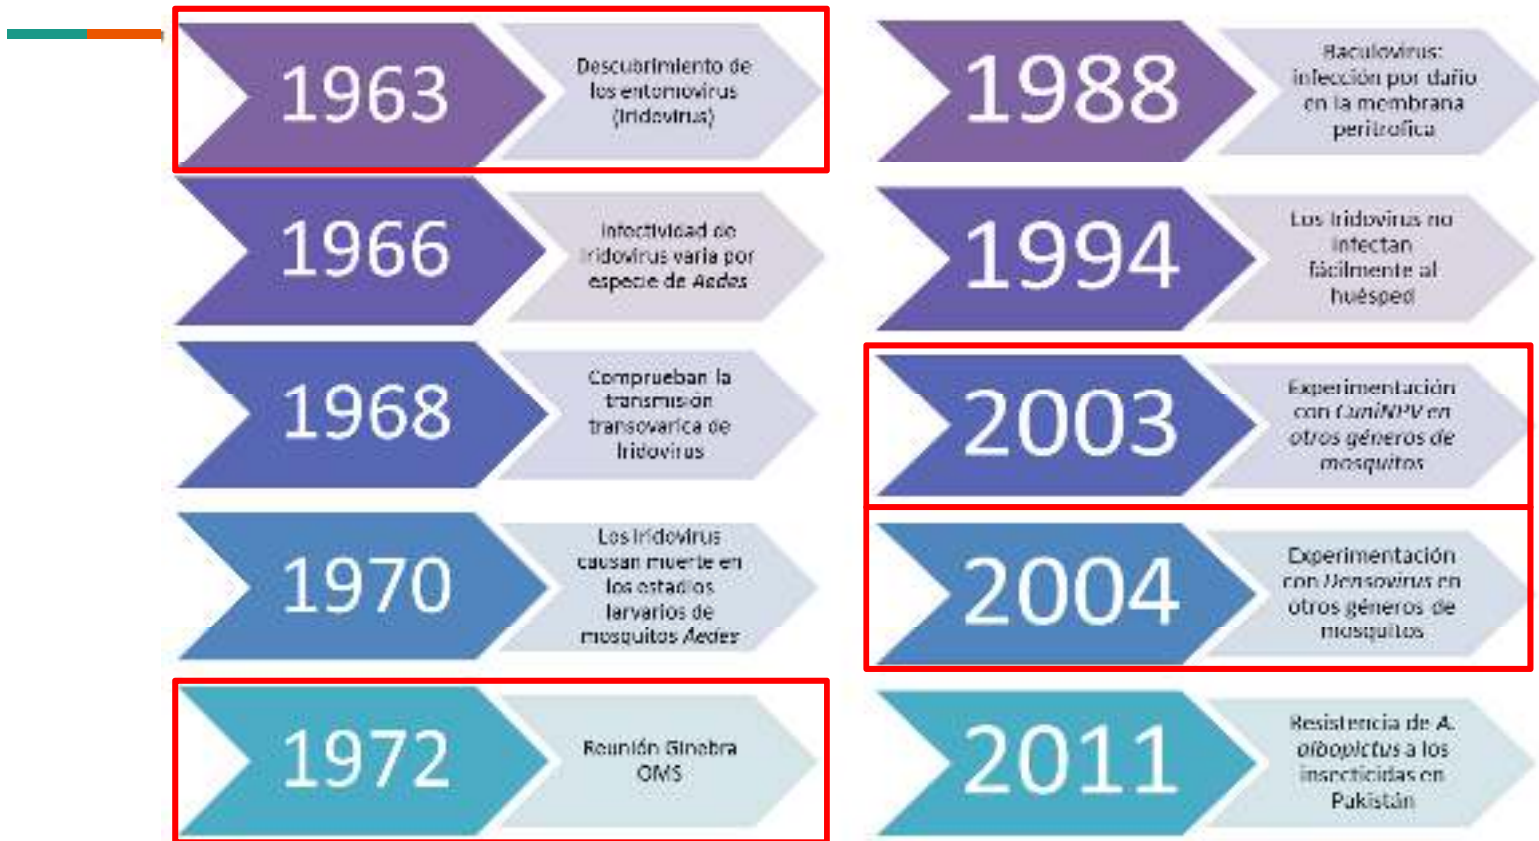 1963
Descubrimiento de
los entomovirus
(Iridovirus)
1966
Infectividad de
Iridovirus varia por
especie de Aedes
1968
Comprueban la
transmisión
transovarica de
Iridovirus
1970
Los Iridovirus
causan muerte en
los estadios
larvarios de
mosquitos Aedes
1972
Reunión Ginebra
OMS
1988
Baculovirus:
infección por daño
en la membrana
peritrofica
1994
Los Iridovirus no
infectan
fácilmente al
huésped
2003
Experimentación
con CuniNPV en
otros géneros de
mosquitos
2004
Experimentación
con Densovirus en
otros géneros de
mosquitos
2011
Resistencia de A.
albopictus a los
insecticidas en
Pakistán